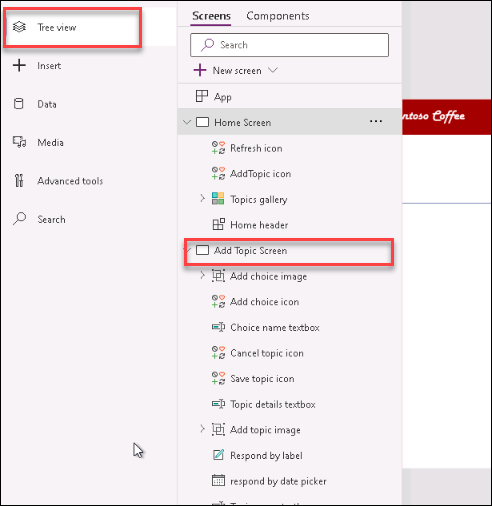 Tree view
Insert
Data
Media
Advanced tools
Search
Screens Components
Search
New screen
App
Home Screen
Refresh icon
AddTopic icon
Topics gallery
Home header
Add Topic Screen
Add choice image
Add choice icon
Choice name textbox
Cancel topic icon
Save topic icon
Topic details textbox
Add topic image
Respond by label
respond by date picker
ntoso Coffee